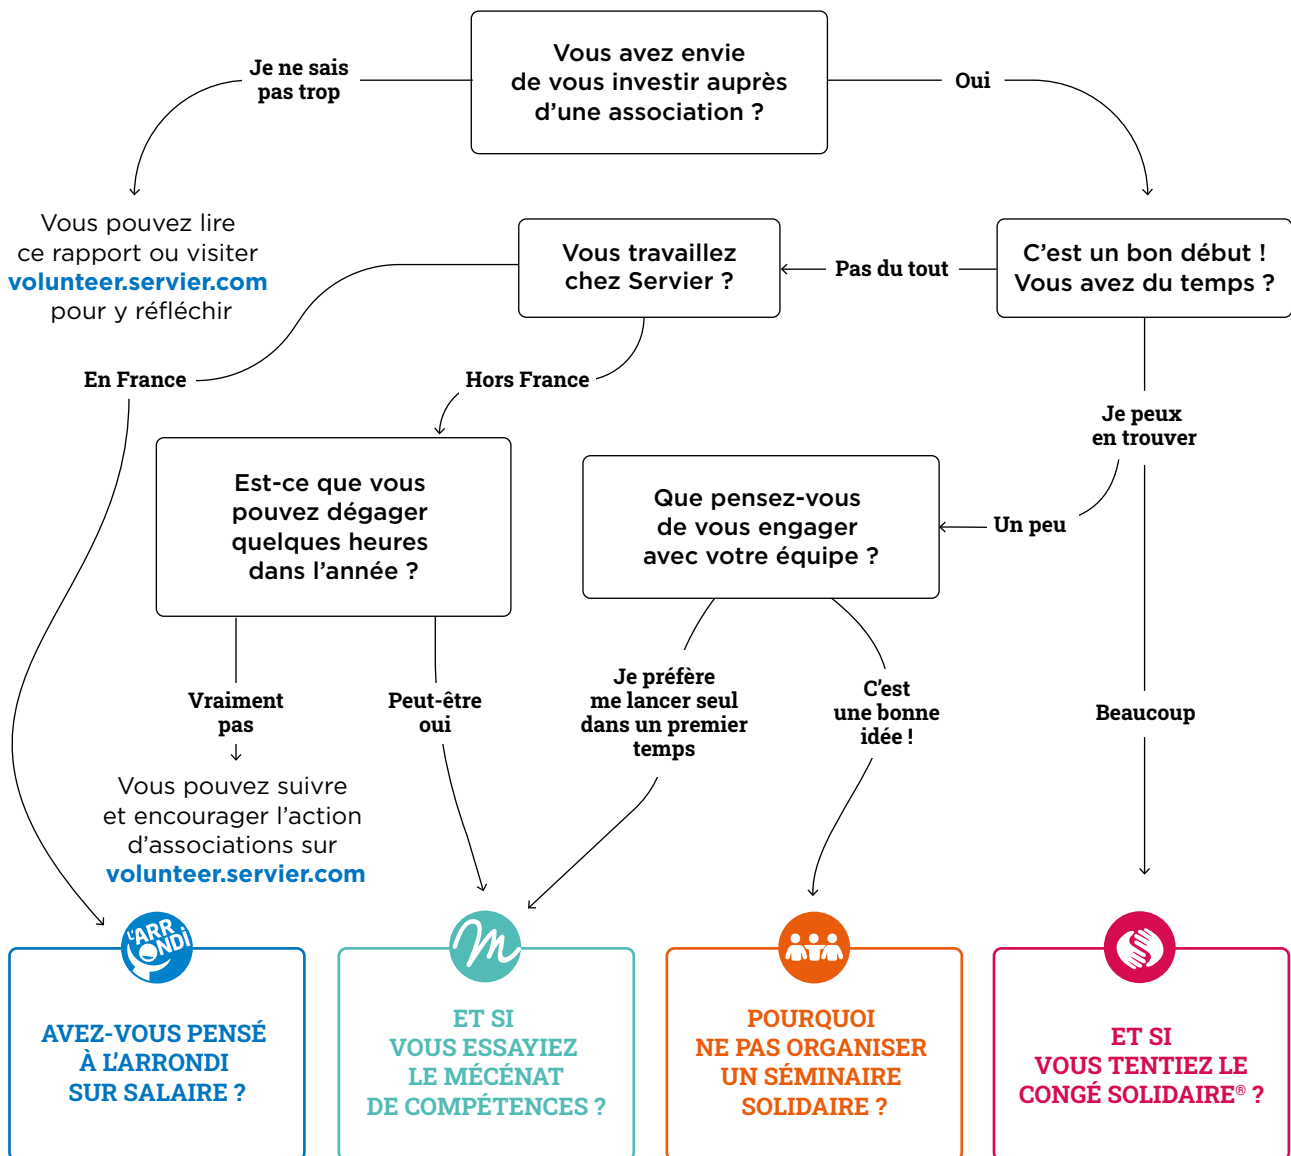 Vous avez envie
de vous investir auprès
d’une association ?
Je ne sais
pas trop
Oui
Vous pouvez lire
ce rapport ou visiter
volunteer.servier.com
pour y réfléchir
Vous travaillez
chez Servier ?
Pas du tout
C’est un bon début !
Vous avez du temps ?
En France
Hors France
Je peux
en trouver
Est-ce que vous
pouvez dégager
quelques heures
dans l’année ?
Que pensez-vous
de vous engager
avec votre équipe ?
Un peu
Vraiment
pas
Peut-être
oui
Je préfère
me lancer seul
dans un premier
temps
C’est
une bonne
idée !
Beaucoup
Vous pouvez suivre
et encourager l’action
d’associations sur
volunteer.servier.com
L’ARR
ONDi
m
AVEZ-VOUS PENSÉ
À L’ARRONDI
SUR SALAIRE ?
ET SI
VOUS ESSAYIEZ
LE MÉCÉNAT
DE COMPÉTENCES ?
POURQUOI
NE PAS ORGANISER
UN SÉMINAIRE
SOLIDAIRE ?
ET SI
VOUS TENTIEZ LE
CONGÉ SOLIDAIRE® ?